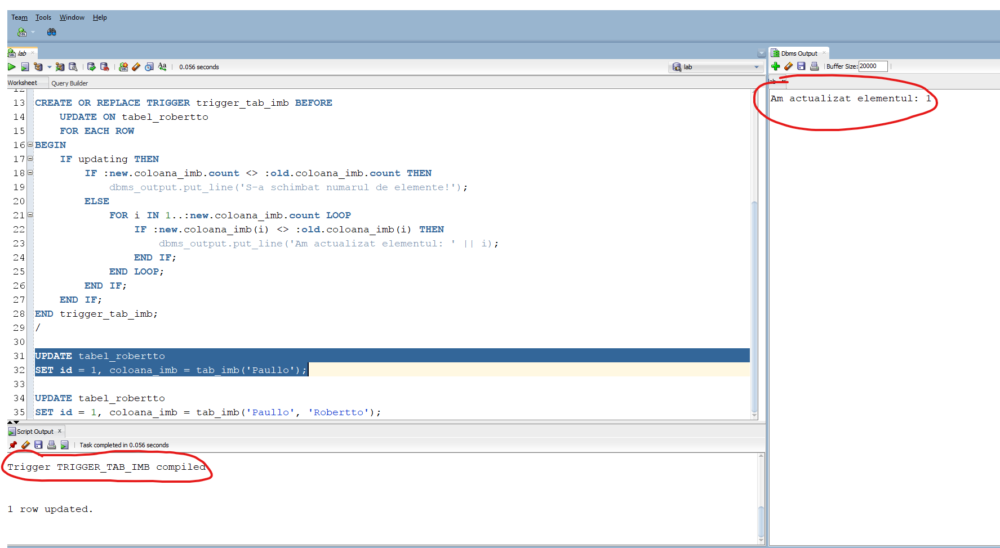 Team Tools Window Help
lab
0.056 seconds
lab
Worksheet Query Builder
12
13 CREATE OR REPLACE TRIGGER trigger_tab_imb BEFORE
14 UPDATE ON tabel_robertto
15 FOR EACH ROW
16 BEGIN
17 IF updating THEN
18 IF :new.coloana_imb.count <> :old.coloana_imb.count THEN
19 dbms_output.put_line('S-a schimbat numarul de elemente!');
20 ELSE
21 FOR i IN 1..:new.coloana_imb.count LOOP
22 IF :new.coloana_imb(i) <> :old.coloana_imb(i) THEN
23 dbms_output.put_line('Am actualizat elementul: ' || i);
24 END IF;
25 END LOOP;
26 END IF;
27 END IF;
28 END trigger_tab_imb;
29 /
30
31 UPDATE tabel_robertto
32 SET id = 1, coloana_imb = tab_imb('Paullo');
33
34 UPDATE tabel_robertto
35 SET id = 1, coloana_imb = tab_imb('Paullo', 'Robertto');
Script Output
Task completed in 0.056 seconds
Trigger TRIGGER_TAB_IMB compiled
1 row updated.
Dbms Output
Buffer Size: 20000
Am actualizat elementul: 1